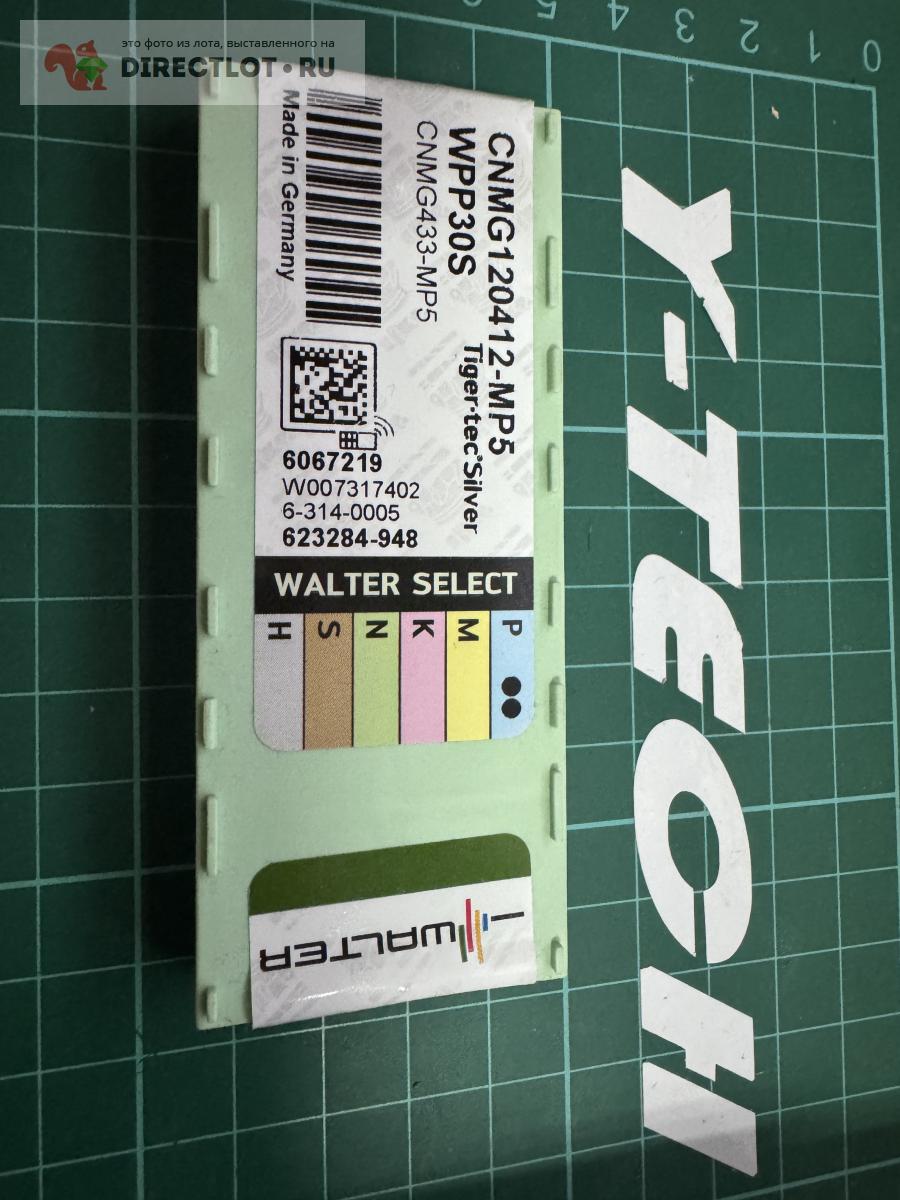 это фото из лота, выставленного на
DIRECTLOT•RU
CNMG120412-MP5
WPP30S
Tiger·tec®Silver
CNMG433-MP5
Made in Germany
6067219
W007317402
6-314-0005
623284-948
WALTER SELECT
P
M
K
N
S
H
WALTER
Y-TECH
0
1
2
3
4
5